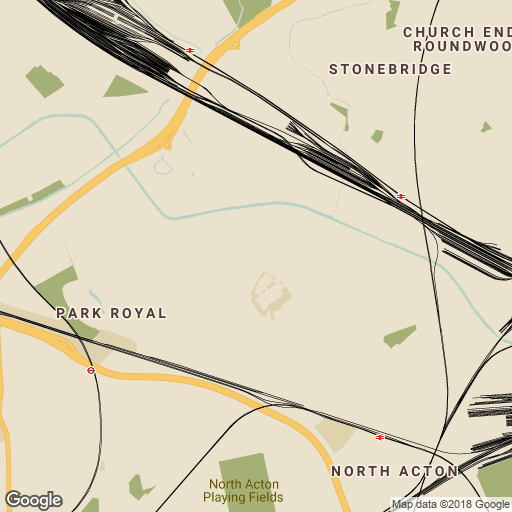 CHURCH END
ROUNDWOO
STONEBRIDGE
PARK ROYAL
NORTH ACTON
North Acton
Playing Fields
Google
Map data ©2018 Google